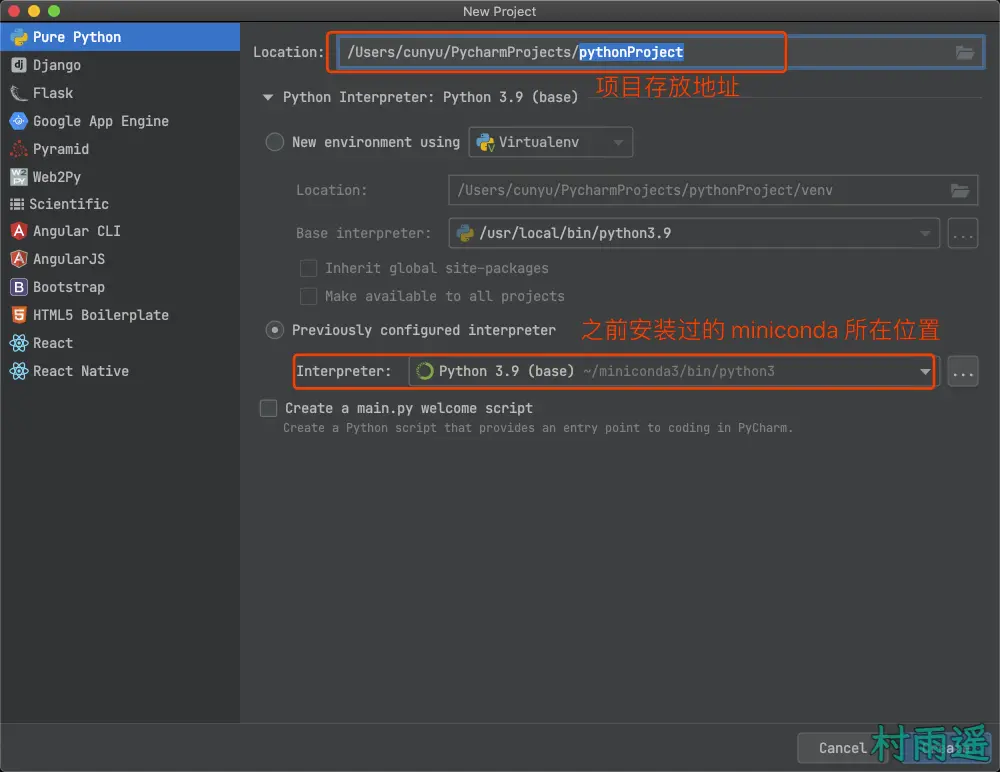 New Project
Pure Python
Django
Flask
Google App Engine
Pyramid
Web2Py
Scientific
Angular CLI
AngularJS
Bootstrap
HTML5 Boilerplate
React
React Native
Location: /Users/cunyu/PycharmProjects/pythonProject
项目存放地址
Python Interpreter: Python 3.9 (base)
New environment using Virtualenv
Location: /Users/cunyu/PycharmProjects/pythonProject/venv
Base interpreter: /usr/local/bin/python3.9 ...
Inherit global site-packages
Make available to all projects
Previously configured interpreter
之前安装过的 miniconda 所在位置
Interpreter: Python 3.9 (base) ~/miniconda3/bin/python3 ...
Create a main.py welcome script
Create a Python script that provides an entry point to coding in PyCharm.
Cancel
村雨遥